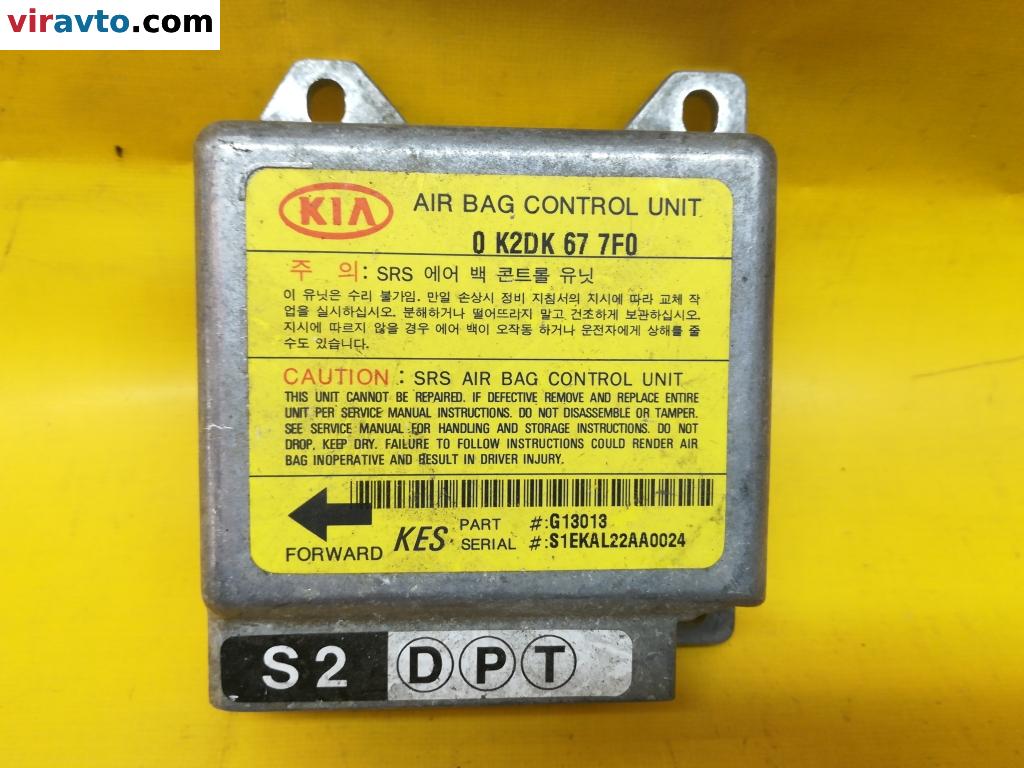 viravto.com
KIA AIR BAG CONTROL UNIT
0 K2DK 67 7F0
주 의: SRS 에어 백 콘트롤 유닛
이 유닛은 수리 불가임. 만일 손상시 정비 지침서의 지시에 따라 교체 작
업을 실시하십시오. 분해하거나 떨어뜨리지 말고 건조하게 보관하십시오.
지시에 따르지 않을 경우 에어 백이 오작동 하거나 운전자에게 상해를 줄
수도 있습니다.
CAUTION : SRS AIR BAG CONTROL UNIT
THIS UNIT CANNOT BE REPAIRED. IF DEFECTIVE REMOVE AND REPLACE ENTIRE
UNIT PER SERVICE MANUAL INSTRUCTIONS. DO NOT DISASSEMBLE OR TAMPER.
SEE SERVICE MANUAL FOR HANDLING AND STORAGE INSTRUCTIONS. DO NOT
DROP, KEEP DRY. FAILURE TO FOLLOW INSTRUCTIONS COULD RENDER AIR
BAG INOPERATIVE AND RESULT IN DRIVER INJURY.
PART #:G13013
FORWARD KES SERIAL #:S1EKAL22AA0024
S2 D P T